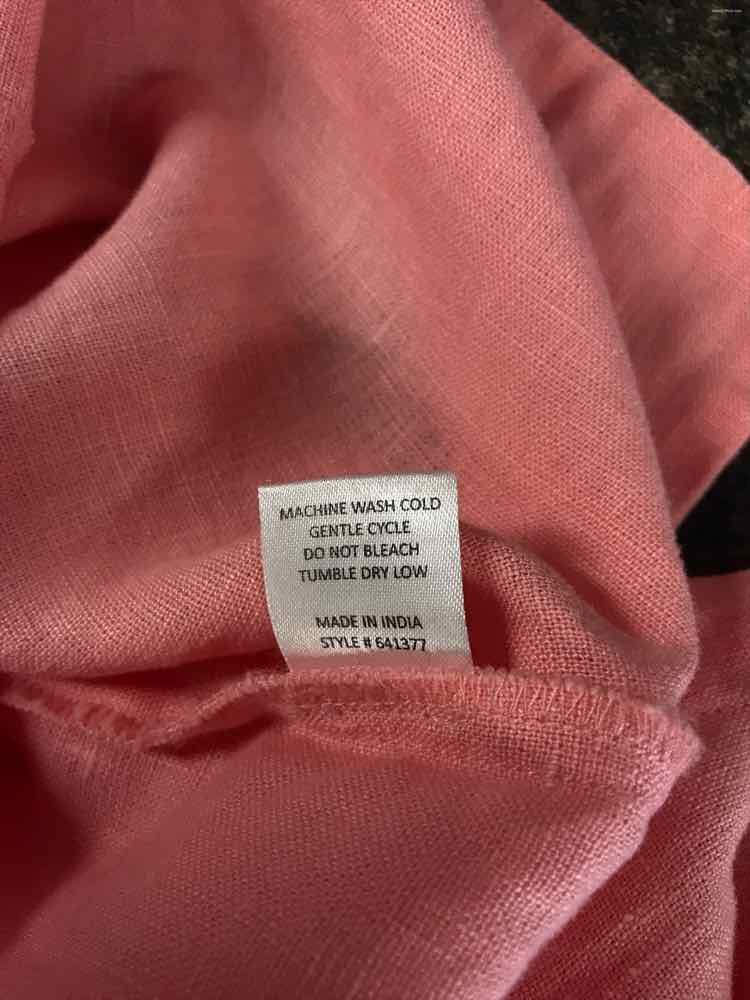 MACHINE WASH COLD
GENTLE CYCLE
DO NOT BLEACH
TUMBLE DRY LOW
MADE IN INDIA
STYLE # 641377